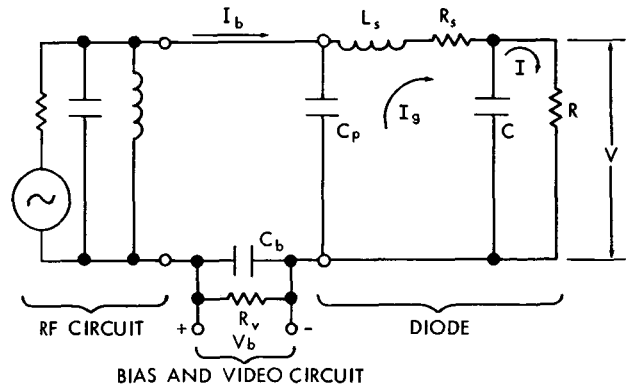 I_b
L_s
R_s
I
I_g
C_p
C
R
V
C_b
R_v
+ V_b -
RF CIRCUIT
DIODE
BIAS AND VIDEO CIRCUIT